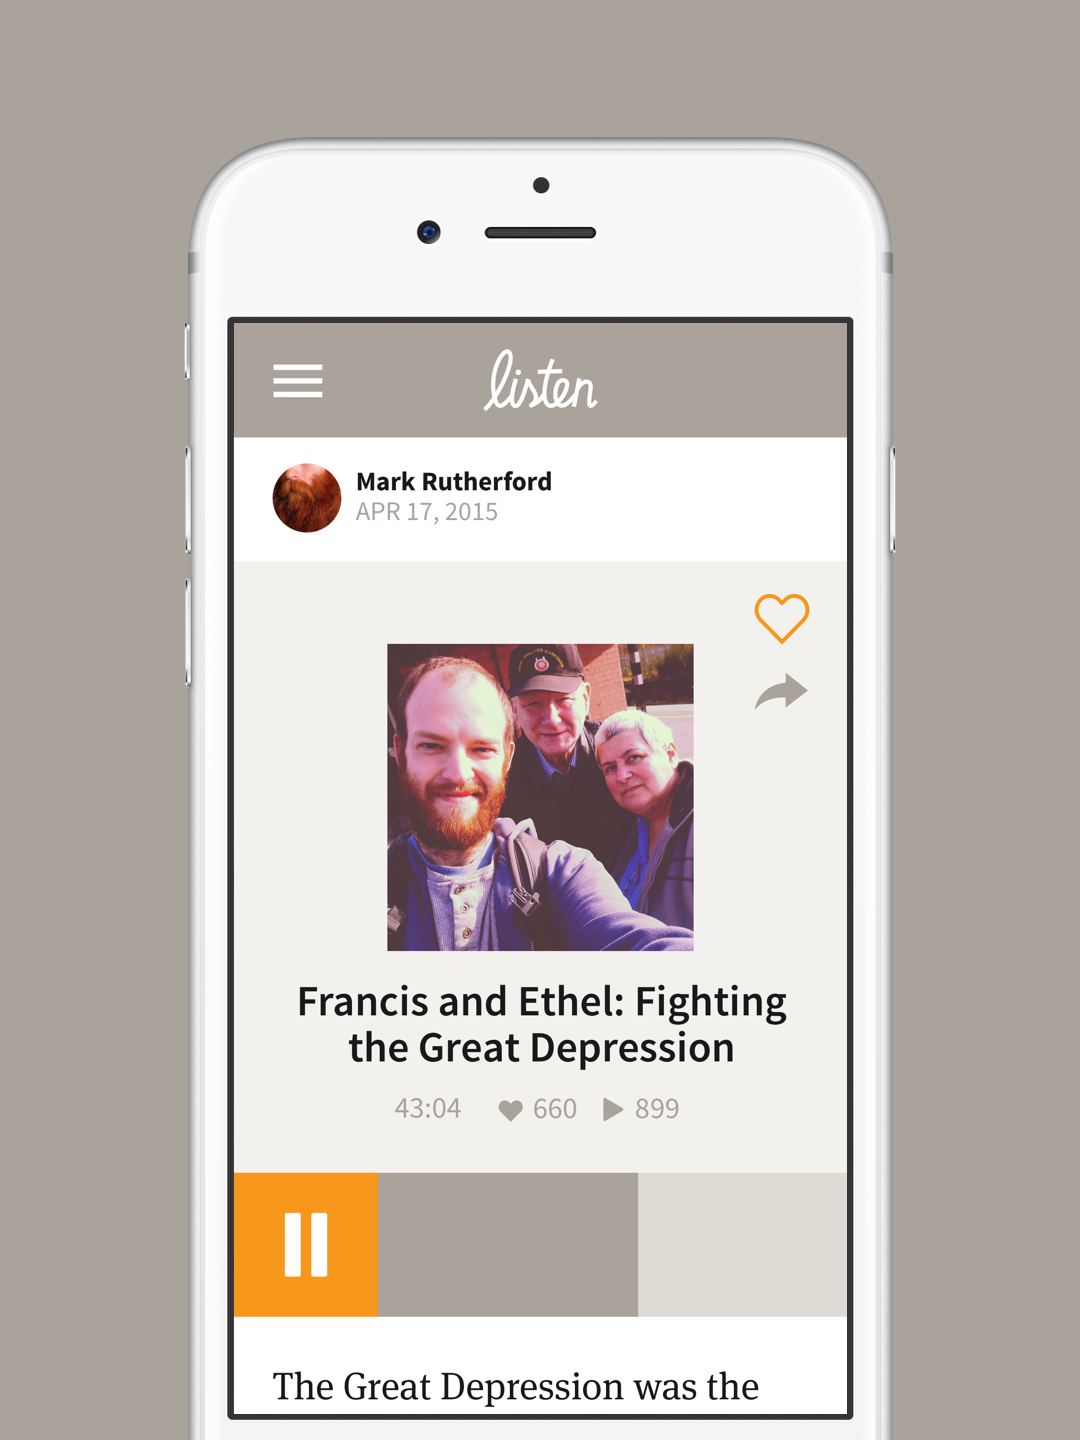 listen
Mark Rutherford
APR 17, 2015
Francis and Ethel: Fighting
the Great Depression
43:04 660 899
The Great Depression was the